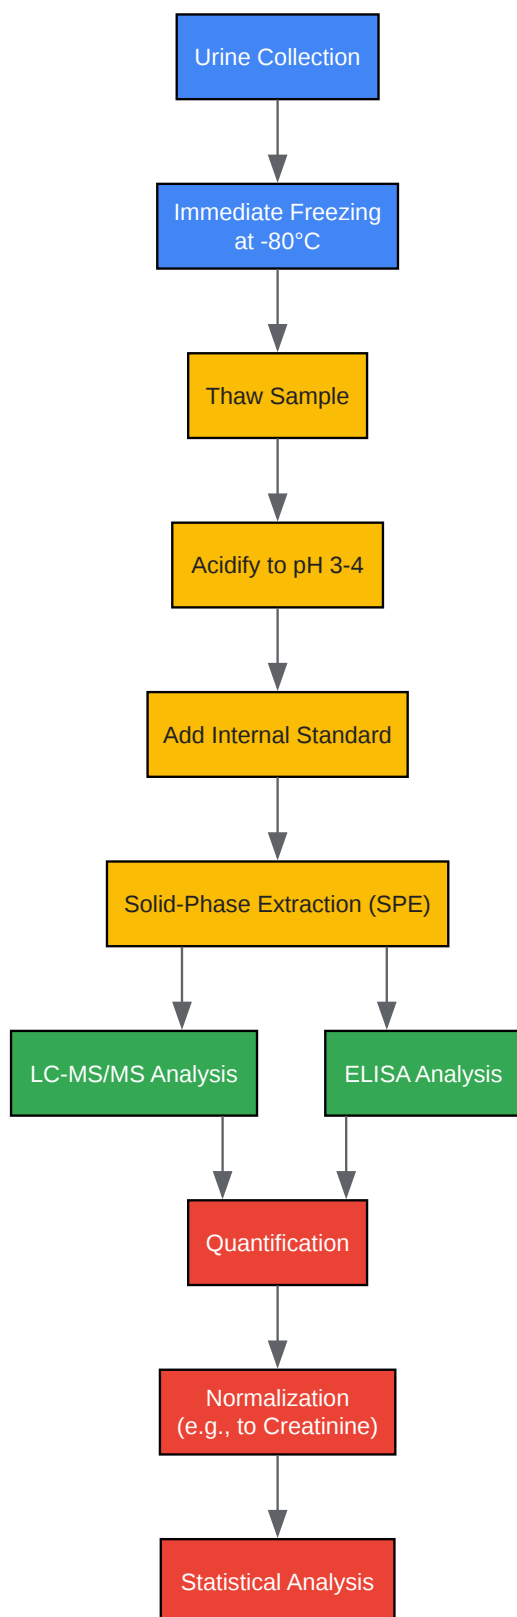 Urine Collection
Immediate Freezing
at -80°C
Thaw Sample
Acidify to pH 3-4
Add Internal Standard
Solid-Phase Extraction (SPE)
LC-MS/MS Analysis
ELISA Analysis
Quantification
Normalization
(e.g., to Creatinine)
Statistical Analysis